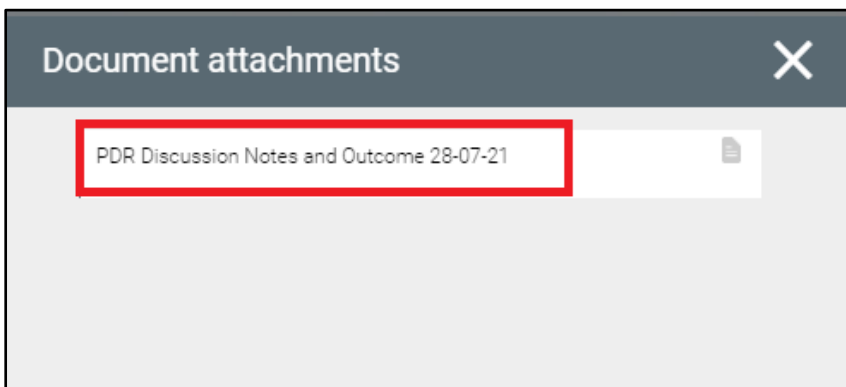 Document attachments
PDR Discussion Notes and Outcome 28-07-21